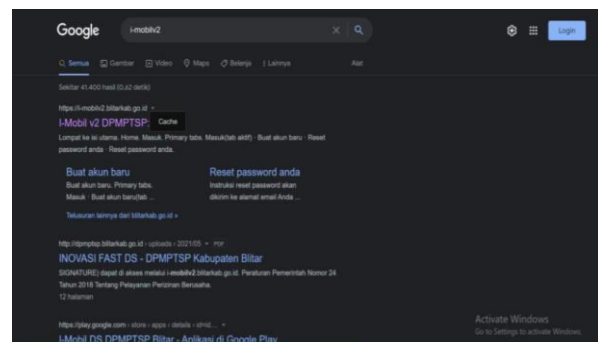 Google
i-mobilv2
Login
Semua Gambar Video Maps Belanja Lainnya Alat
Sekitar 41.400 hasil (0,62 detik)
https://i-mobilv2.blitarkab.go.id
I-Mobil v2 DPMPTSP: Cache
Lompat ke isi utama. Home. Masuk. Primary tabs. Masuk(tab aktif) · Buat akun baru · Reset
password anda · Reset password anda.
Buat akun baru Reset password anda
Buat akun baru. Primary tabs. Instruksi reset password akan
Masuk · Buat akun baru(tab ... dikirim ke alamat email Anda ...
Telusuran lainnya dari blitarkab.go.id »
http://dpmptsp.blitarkab.go.id › uploads › 2021/05 PDF
INOVASI FAST DS - DPMPTSP Kabupaten Blitar
SIGNATURE) dapat di akses melalui i-mobilv2.blitarkab.go.id. Peraturan Pemerintah Nomor 24
Tahun 2018 Tentang Pelayanan Perizinan Berusaha.
12 halaman
https://play.google.com › store › apps › details › id=id...
I-Mobil DS DPMPTSP Blitar - Aplikasi di Google Play
Activate Windows
Go to Settings to activate Windows.